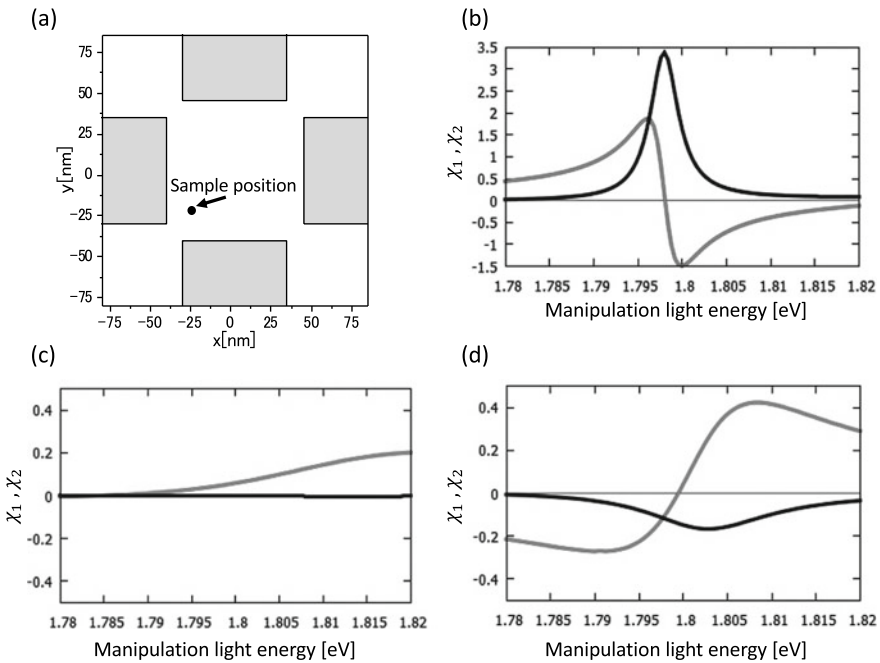 (a)
75
50
25
0
−25
−50
−75
y[nm]
Sample position
−75 −50 −25 0 25 50 75
x[nm]
(b)
3.5
3
2.5
2
1.5
1
0.5
0
-0.5
-1
-1.5
χ1 , χ2
1.78 1.785 1.79 1.795 1.8 1.805 1.81 1.815 1.82
Manipulation light energy [eV]
(c)
0.4
0.2
0
-0.2
-0.4
χ1 , χ2
1.78 1.785 1.79 1.795 1.8 1.805 1.81 1.815 1.82
Manipulation light energy [eV]
(d)
0.4
0.2
0
-0.2
-0.4
χ1 , χ2
1.78 1.785 1.79 1.795 1.8 1.805 1.81 1.815 1.82
Manipulation light energy [eV]